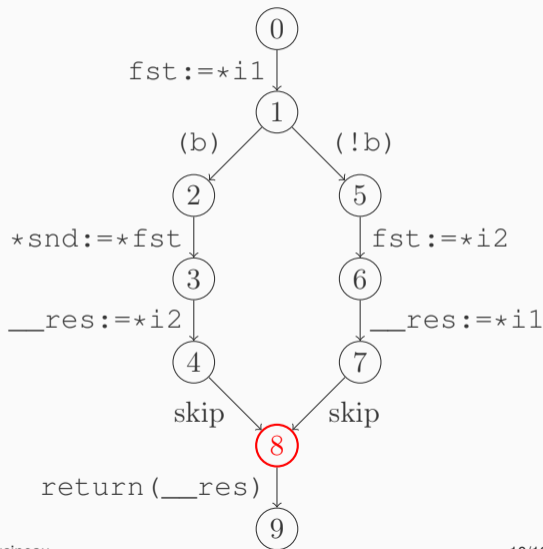 0
fst:=*i1
1
(b) (!b)
2 5
*snd:=*fst fst:=*i2
3 6
__res:=*i2 __res:=*i1
4 7
skip skip
8
return(__res)
9